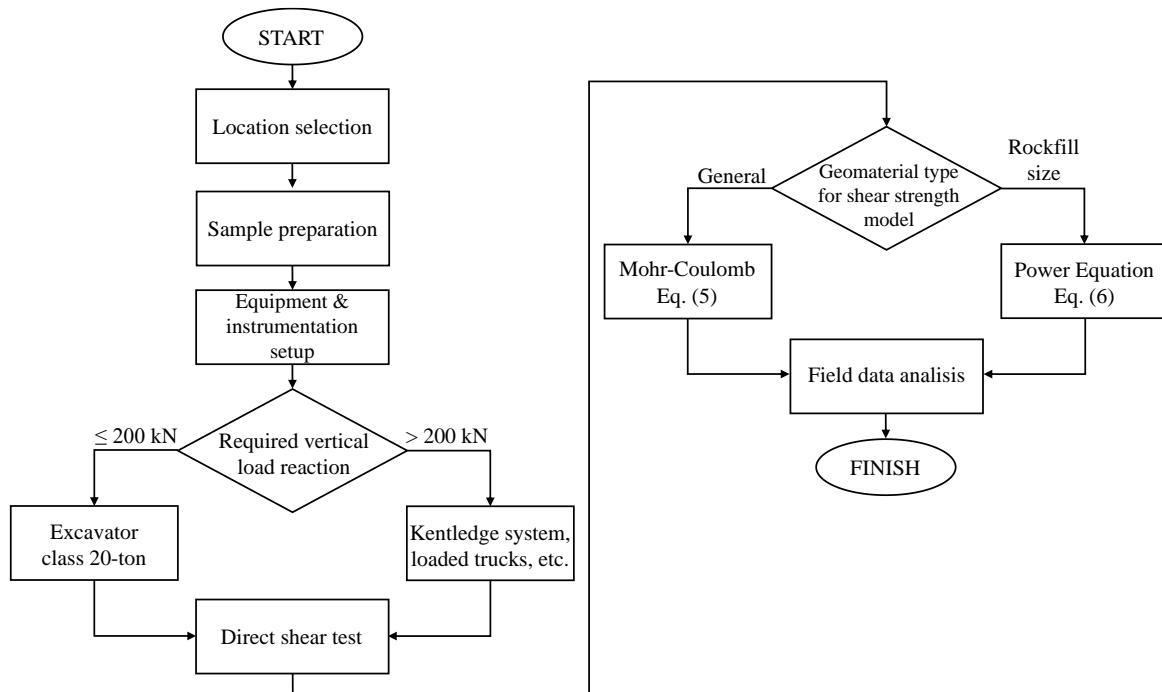 START
Location selection
Sample preparation
Equipment &
instrumentation
setup
≤ 200 kN
Required vertical
load reaction
> 200 kN
Excavator
class 20-ton
Kentledge system,
loaded trucks, etc.
Direct shear test
General
Geomaterial type
for shear strength
model
Rockfill
size
Mohr-Coulomb
Eq. (5)
Power Equation
Eq. (6)
Field data analisis
FINISH